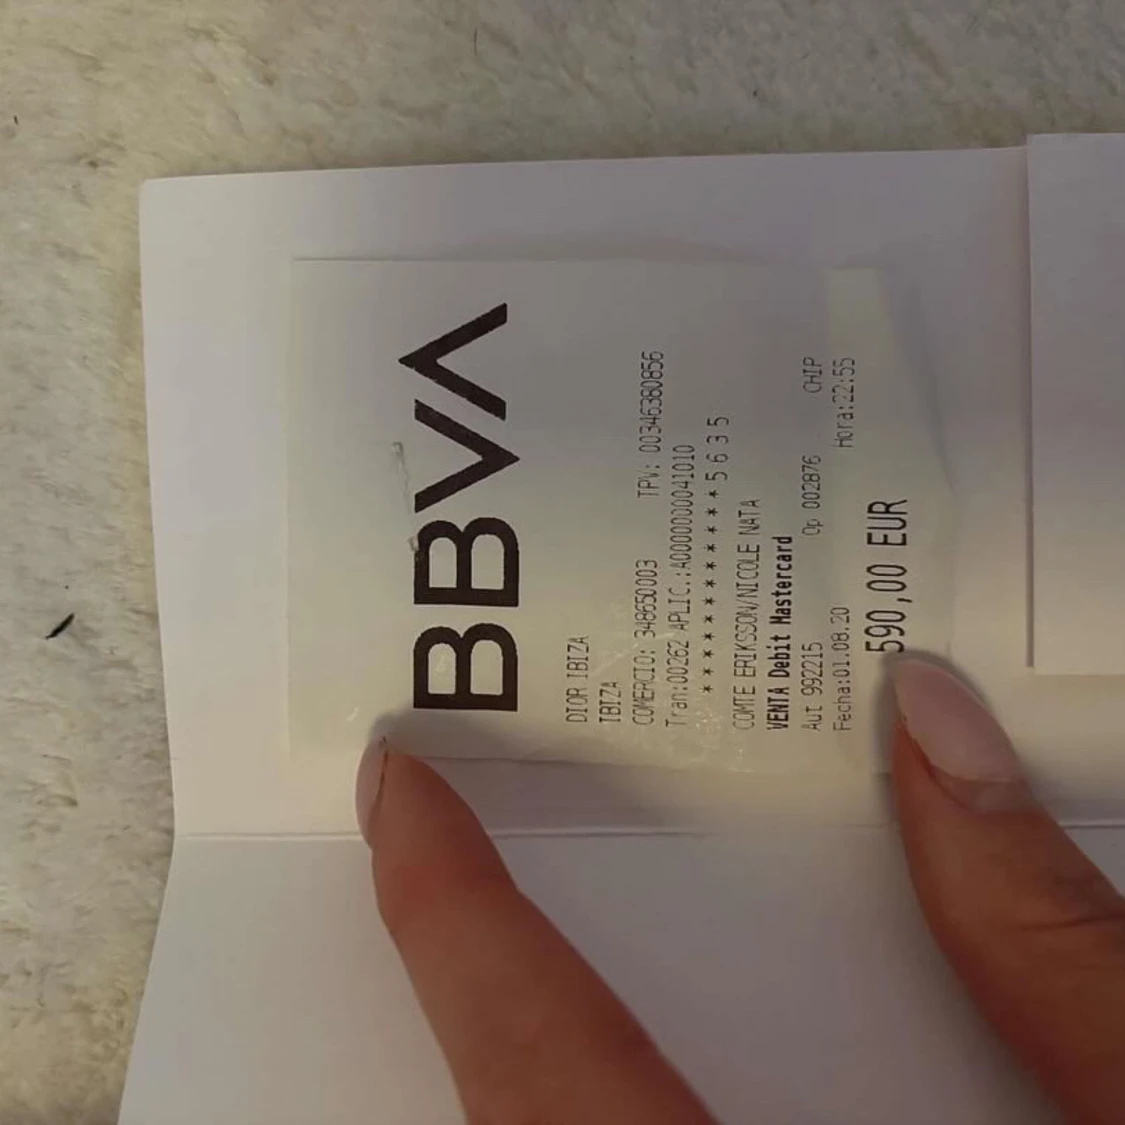 BBVA
DIOR IBIZA
IBIZA
COMERCIO: 348650003 TPV: 00346380856
Tran:00262 APLIC.:A0000000041010
************5635
COMTE ERIKSSON/NICOLE NATA
VENTA Debit Mastercard
Aut 992215 Op 002876 CHIP
Fecha:01.08.20 Hora:22:55
590,00 EUR